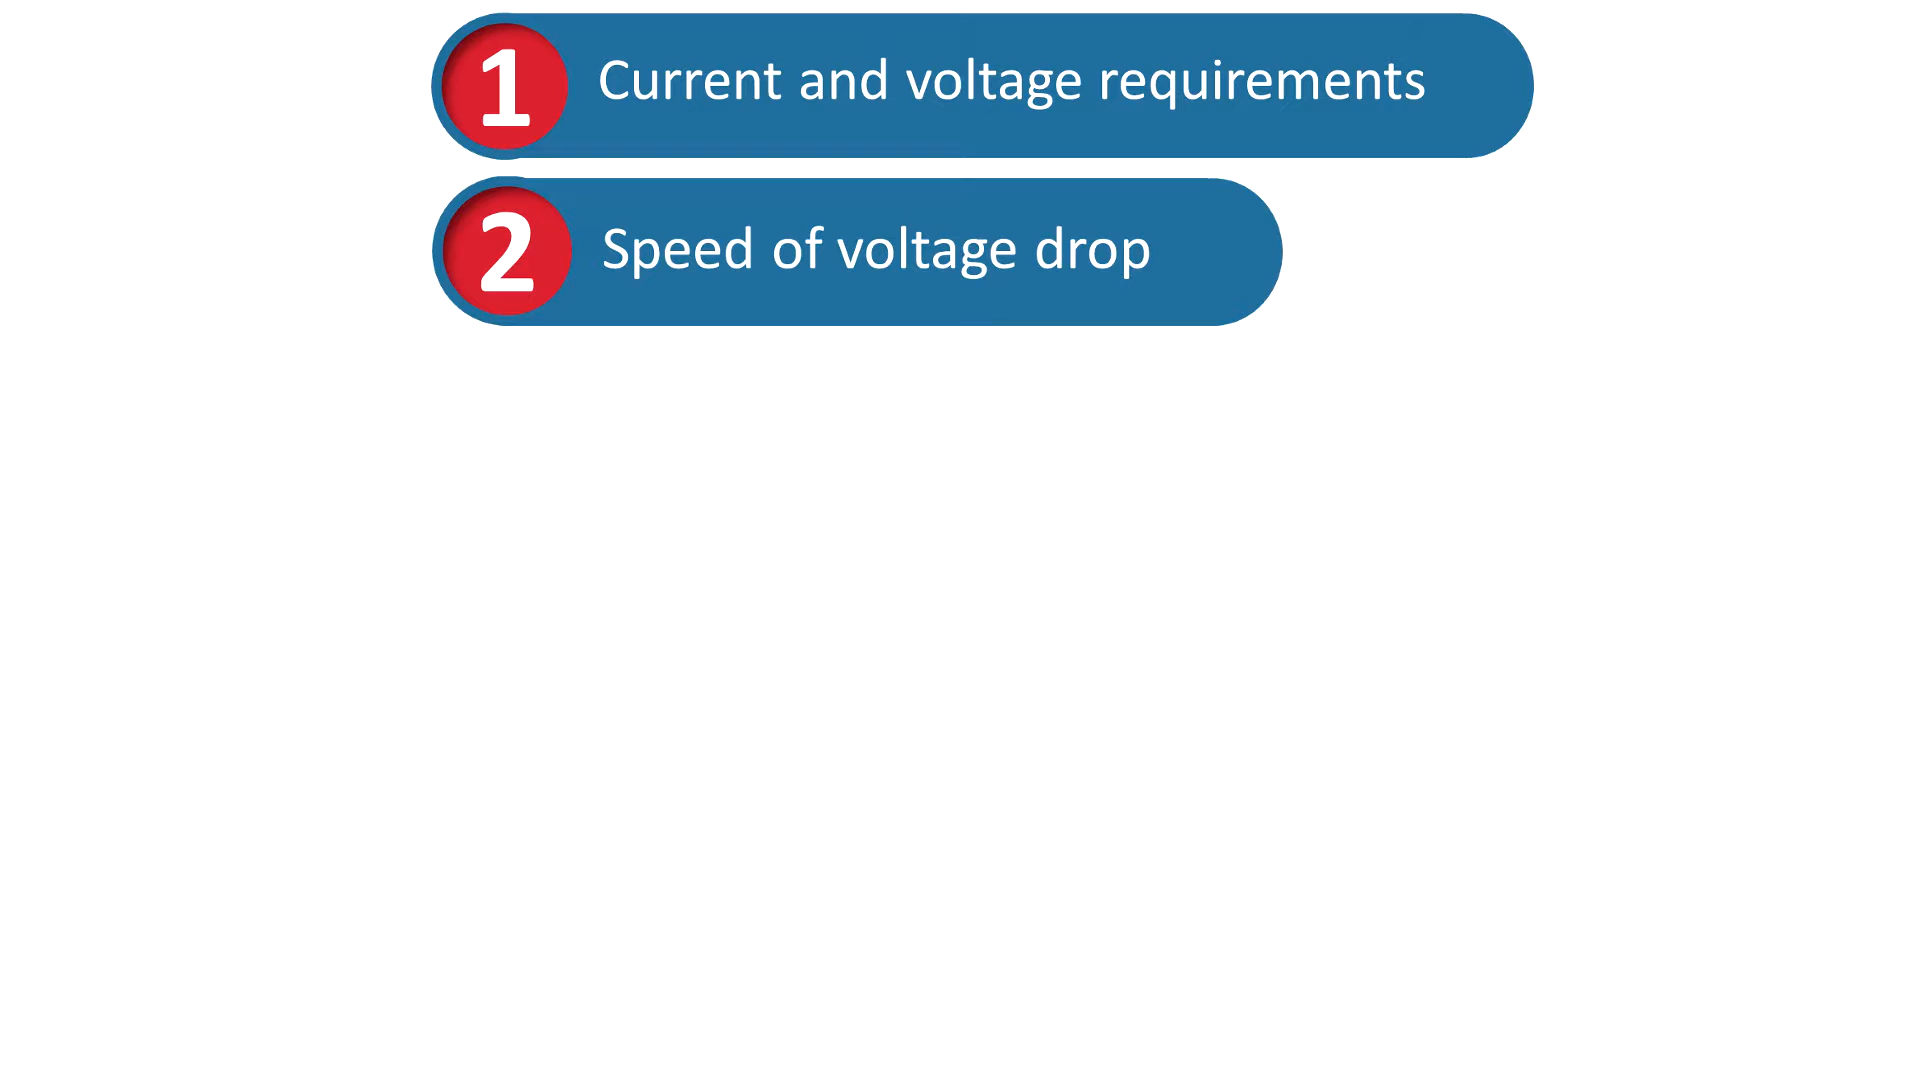 1 Current and voltage requirements
2 Speed of voltage drop